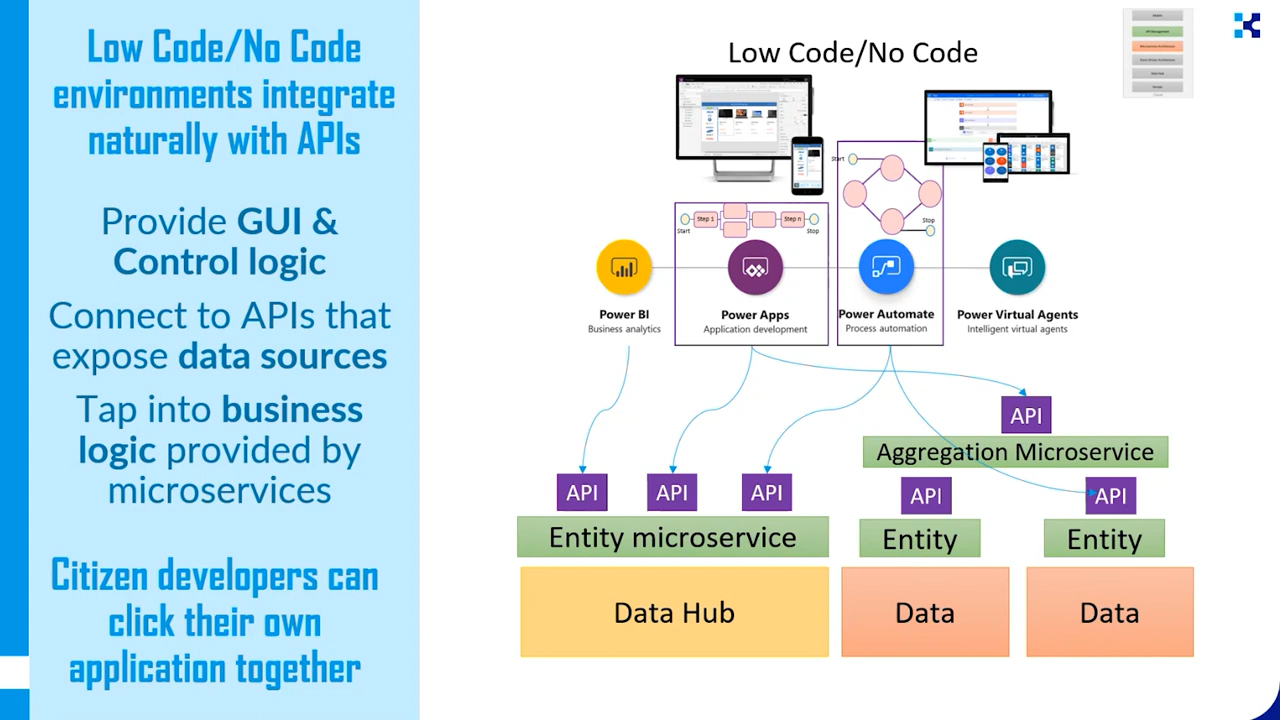 Low Code/No Code
environments integrate
naturally with APIs
Provide GUI &
Control logic
Connect to APIs that
expose data sources
Tap into business
logic provided by
microservices
Citizen developers can
click their own
application together
Low Code/No Code
Start
Stop
Step 1
Step n
Start
Stop
Power BI
Business analytics
Power Apps
Application development
Power Automate
Process automation
Power Virtual Agents
Intelligent virtual agents
API
Aggregation Microservice
API
API
API
API
API
Entity microservice
Entity
Entity
Data Hub
Data
Data